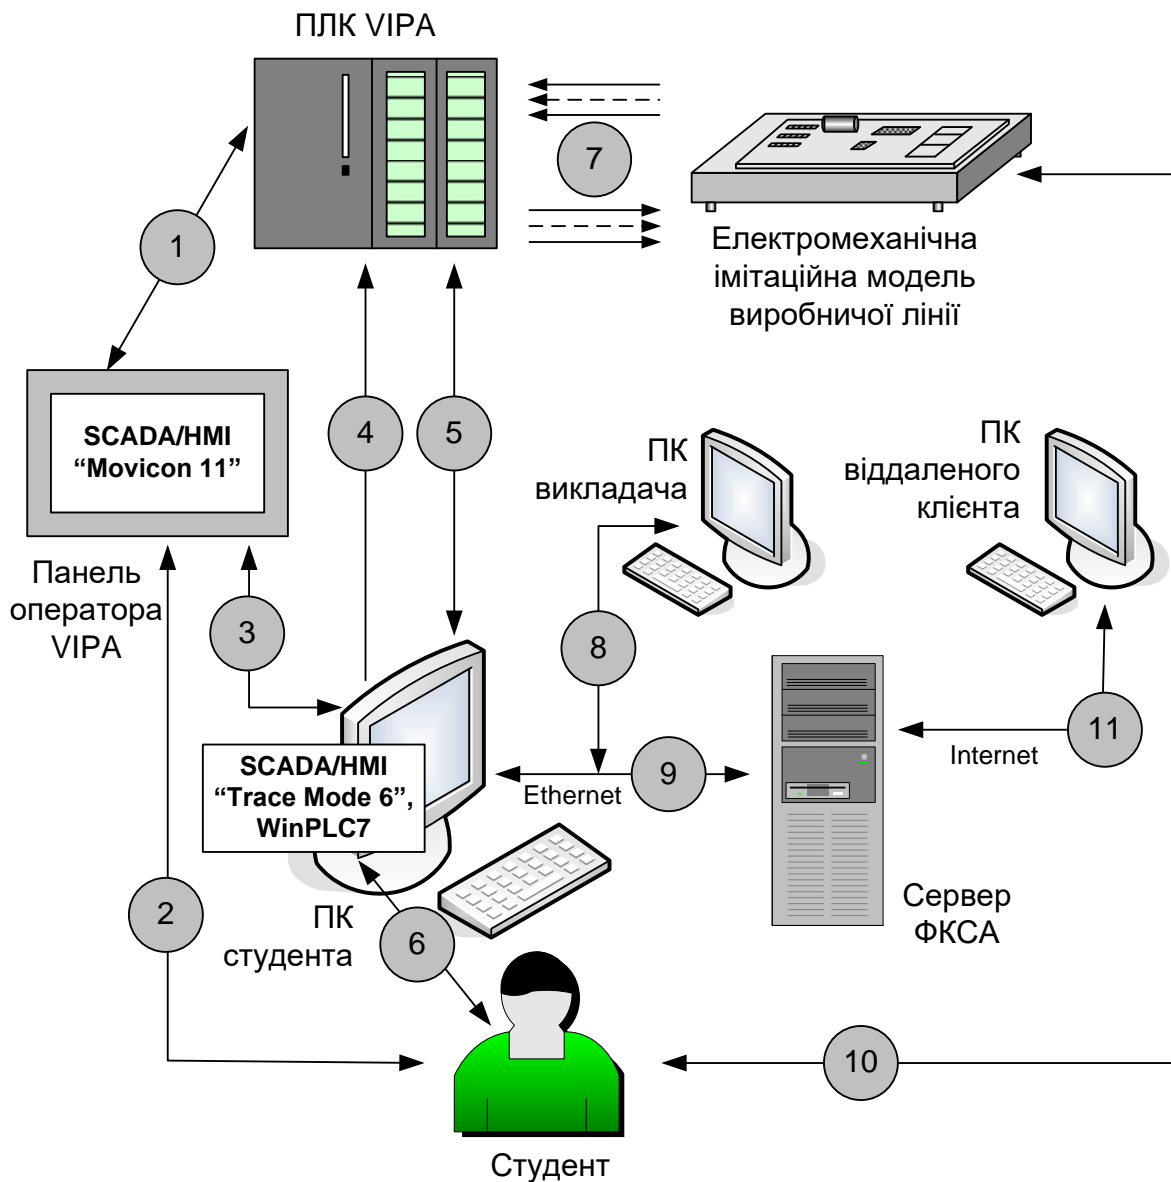 ПЛК VIPA
7
Електромеханічна
імітаційна модель
виробничої лінії
1
SCADA/HMI
“Movicon 11”
Панель
оператора
VIPA
4
5
ПК
викладача
ПК
віддаленого
клієнта
3
8
SCADA/HMI
“Trace Mode 6”,
WinPLC7
Ethernet
9
Internet
11
2
ПК
студента
6
Сервер
ФКСА
10
Студент